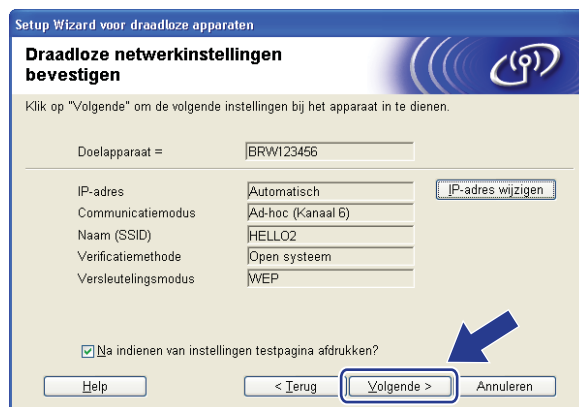 Setup Wizard voor draadloze apparaten
Draadloze netwerkinstellingen
bevestigen
Klik op "Volgende" om de volgende instellingen bij het apparaat in te dienen.
Doelapparaat = BRW123456
IP-adres Automatisch IP-adres wijzigen
Communicatiemodus Ad-hoc (Kanaal 6)
Naam (SSID) HELLO2
Verificatiemethode Open systeem
Versleutelingsmodus WEP
Na indienen van instellingen testpagina afdrukken?
Help < Terug Volgende > Annuleren